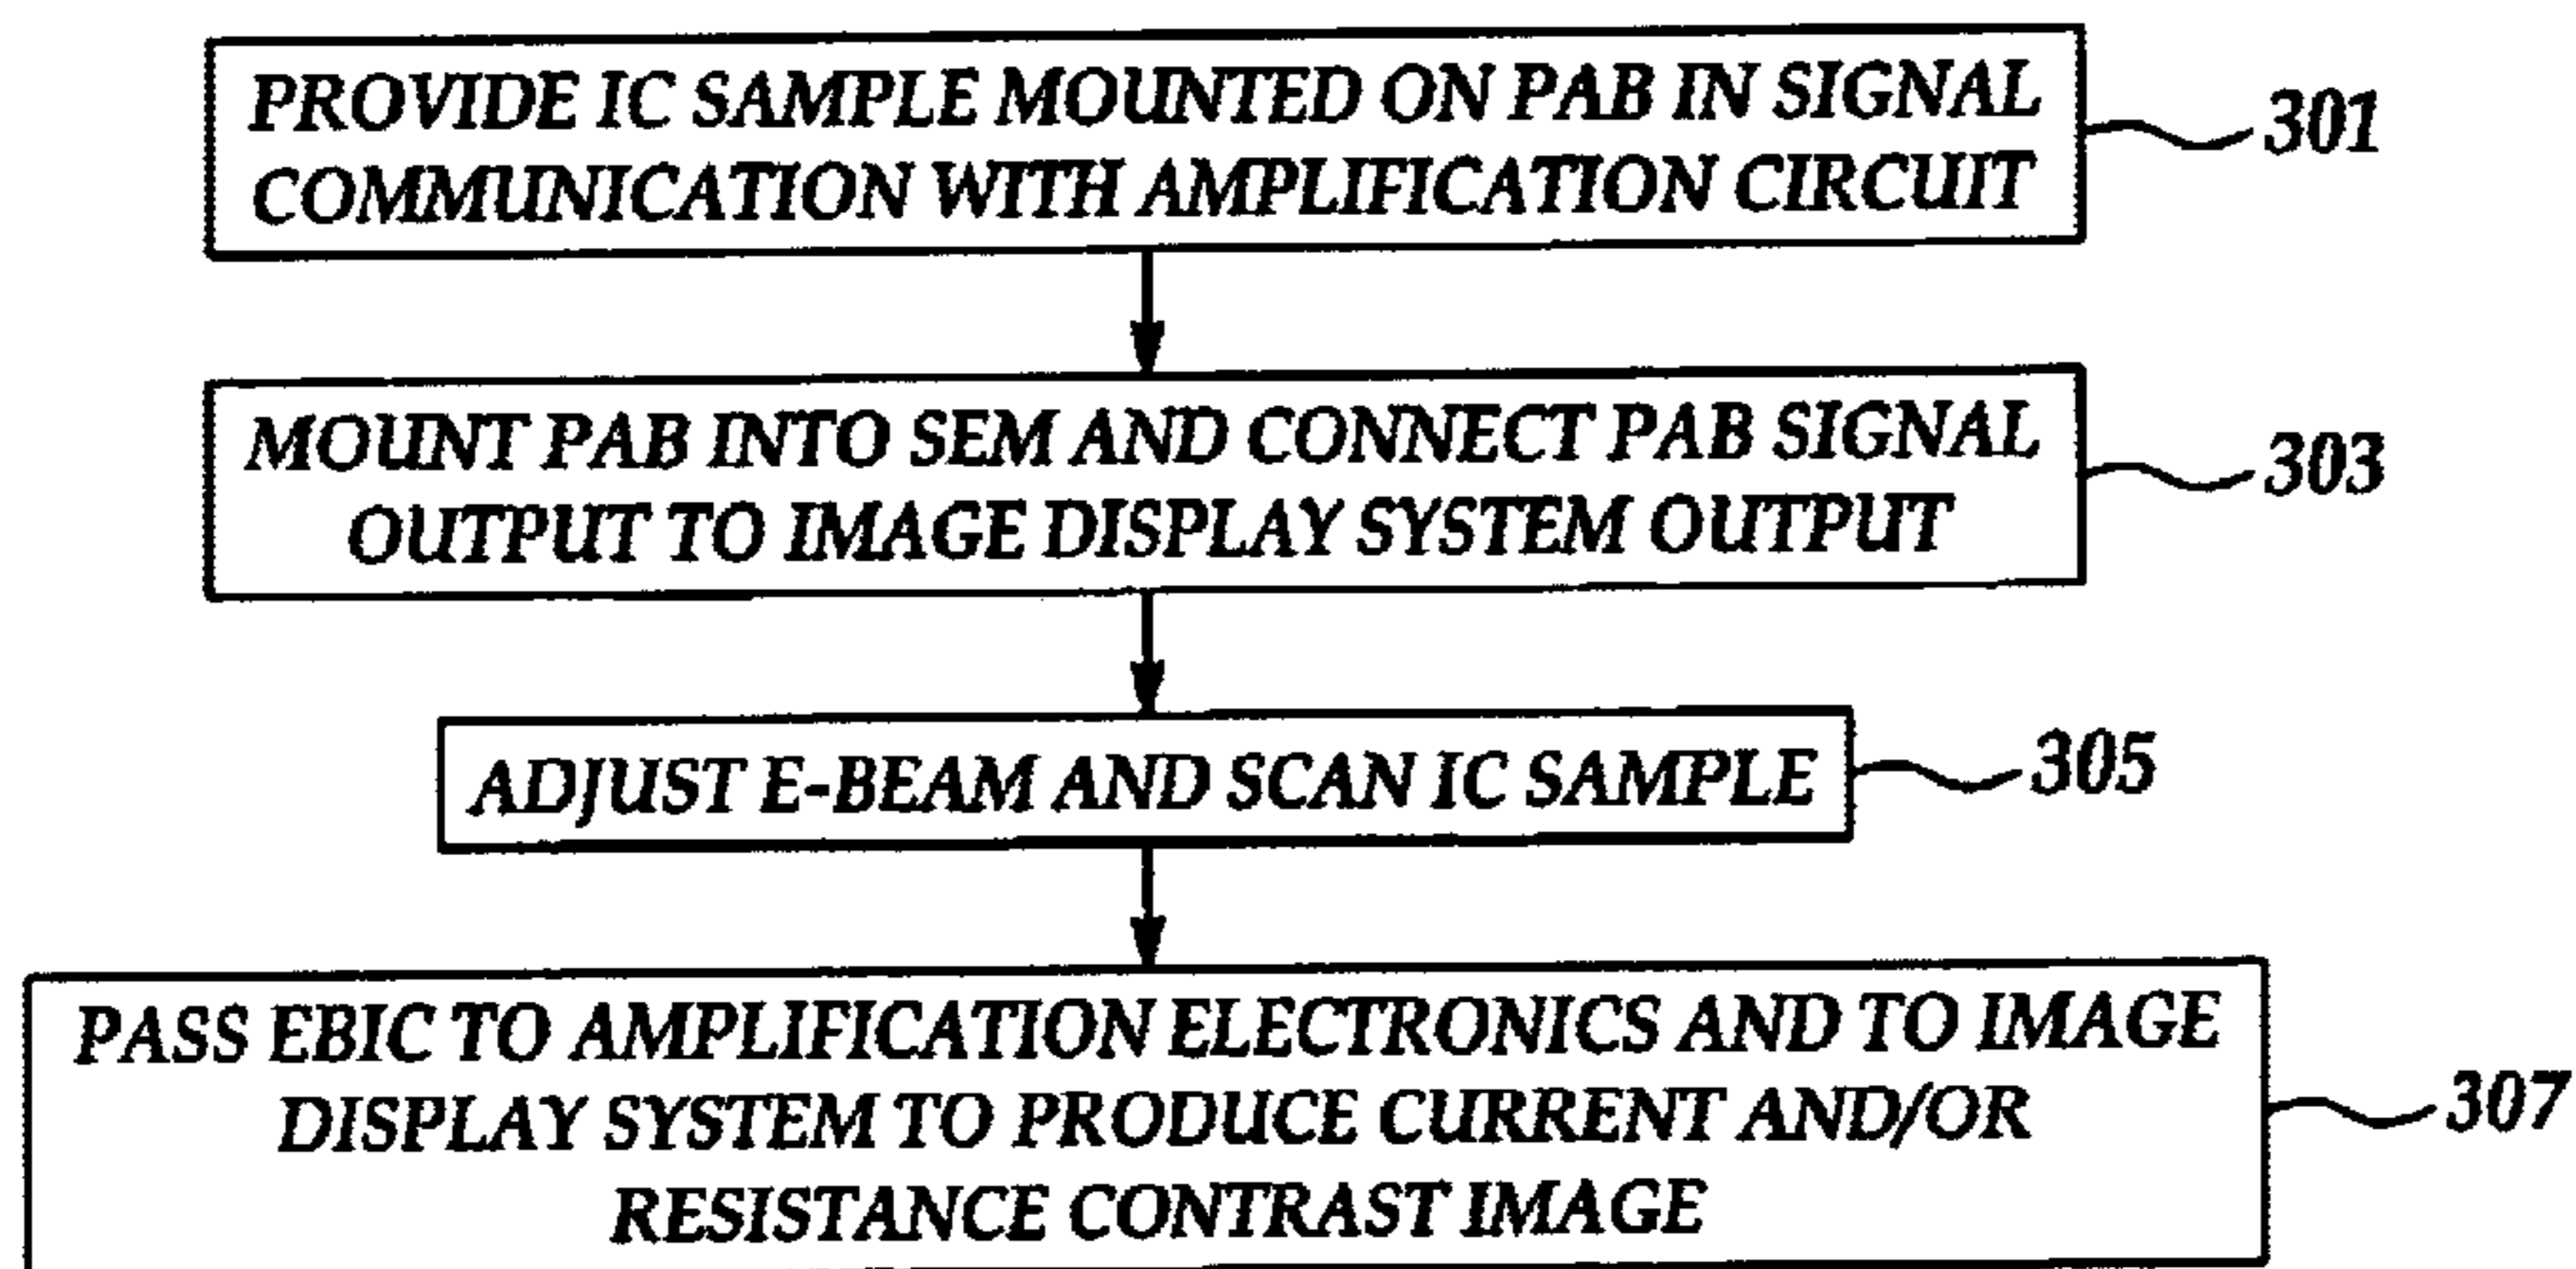 PROVIDE IC SAMPLE MOUNTED ON PAB IN SIGNAL
COMMUNICATION WITH AMPLIFICATION CIRCUIT
301
MOUNT PAB INTO SEM AND CONNECT PAB SIGNAL
OUTPUT TO IMAGE DISPLAY SYSTEM OUTPUT
303
ADJUST E-BEAM AND SCAN IC SAMPLE
305
PASS EBIC TO AMPLIFICATION ELECTRONICS AND TO IMAGE
DISPLAY SYSTEM TO PRODUCE CURRENT AND/OR
RESISTANCE CONTRAST IMAGE
307